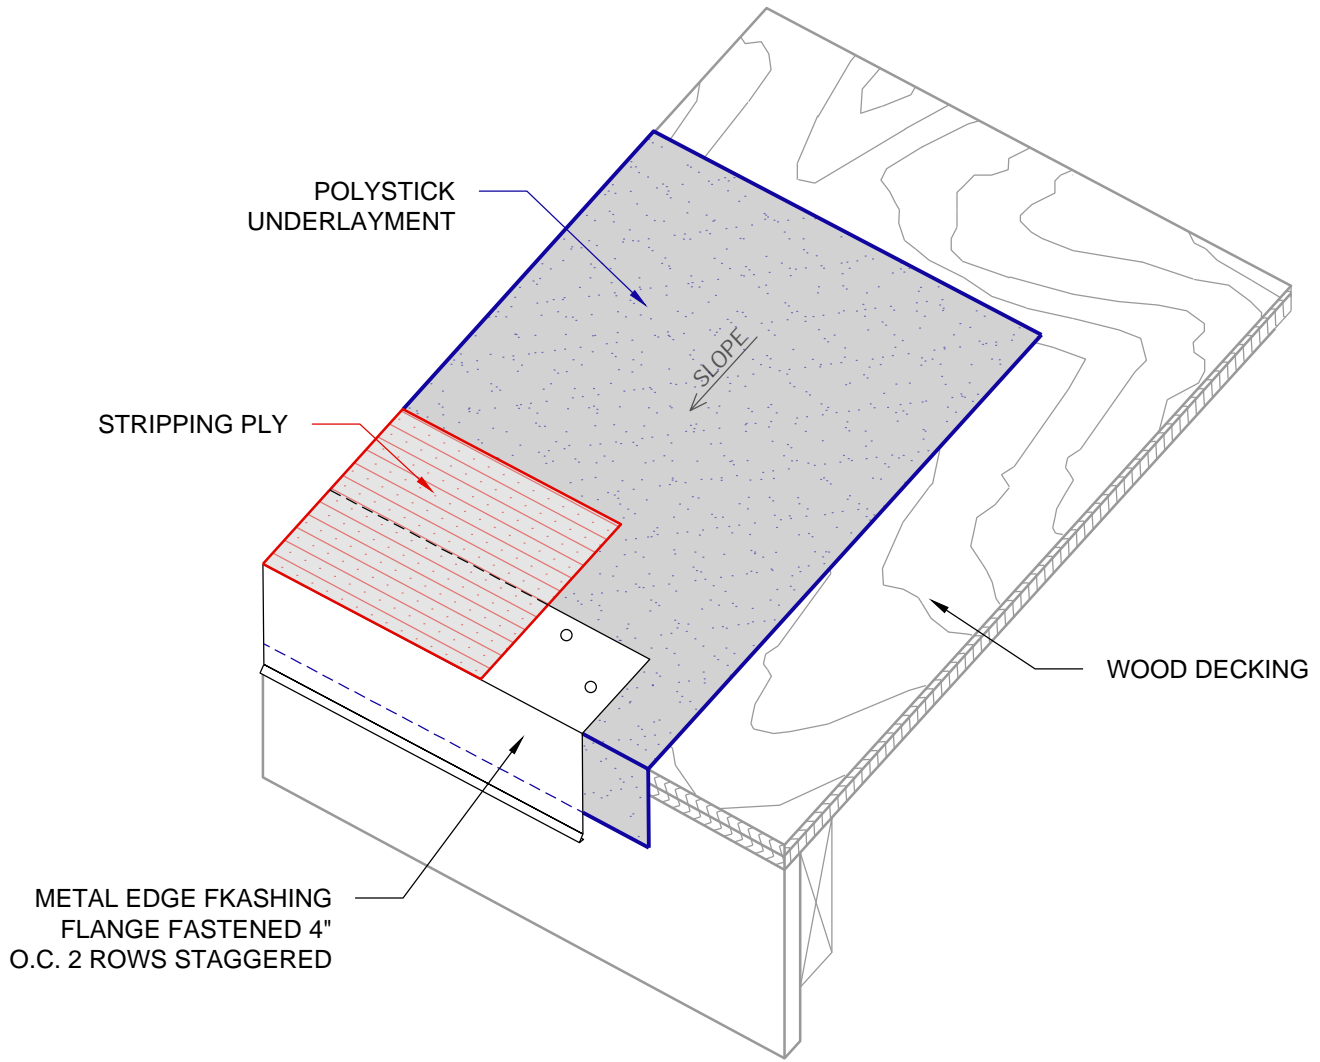 POLYSTICK
UNDERLAYMENT
SLOPE
STRIPPING PLY
WOOD DECKING
METAL EDGE FKASHING
FLANGE FASTENED 4"
O.C. 2 ROWS STAGGERED